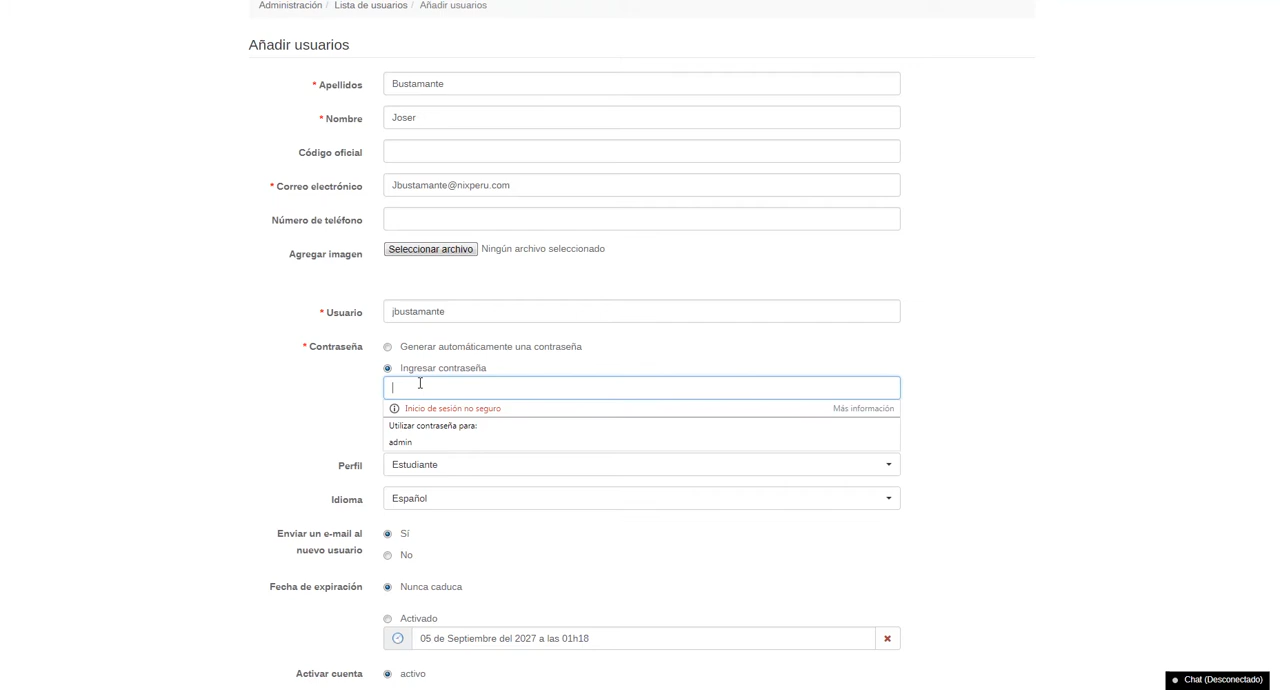 Administración / Lista de usuarios / Añadir usuarios
Añadir usuarios
* Apellidos Bustamante
* Nombre Joser
Código oficial
* Correo electrónico Jbustamante@nixperu.com
Número de teléfono
Agregar imagen Seleccionar archivo Ningún archivo seleccionado
* Usuario jbustamante
* Contraseña Generar automáticamente una contraseña
Ingresar contraseña
Inicio de sesión no seguro Más información
Utilizar contraseña para:
admin
Perfil Estudiante
Idioma Español
Enviar un e-mail al nuevo usuario Sí
No
Fecha de expiración Nunca caduca
Activado
05 de Septiembre del 2027 a las 01h18
Activar cuenta activo
Chat (Desconectado)